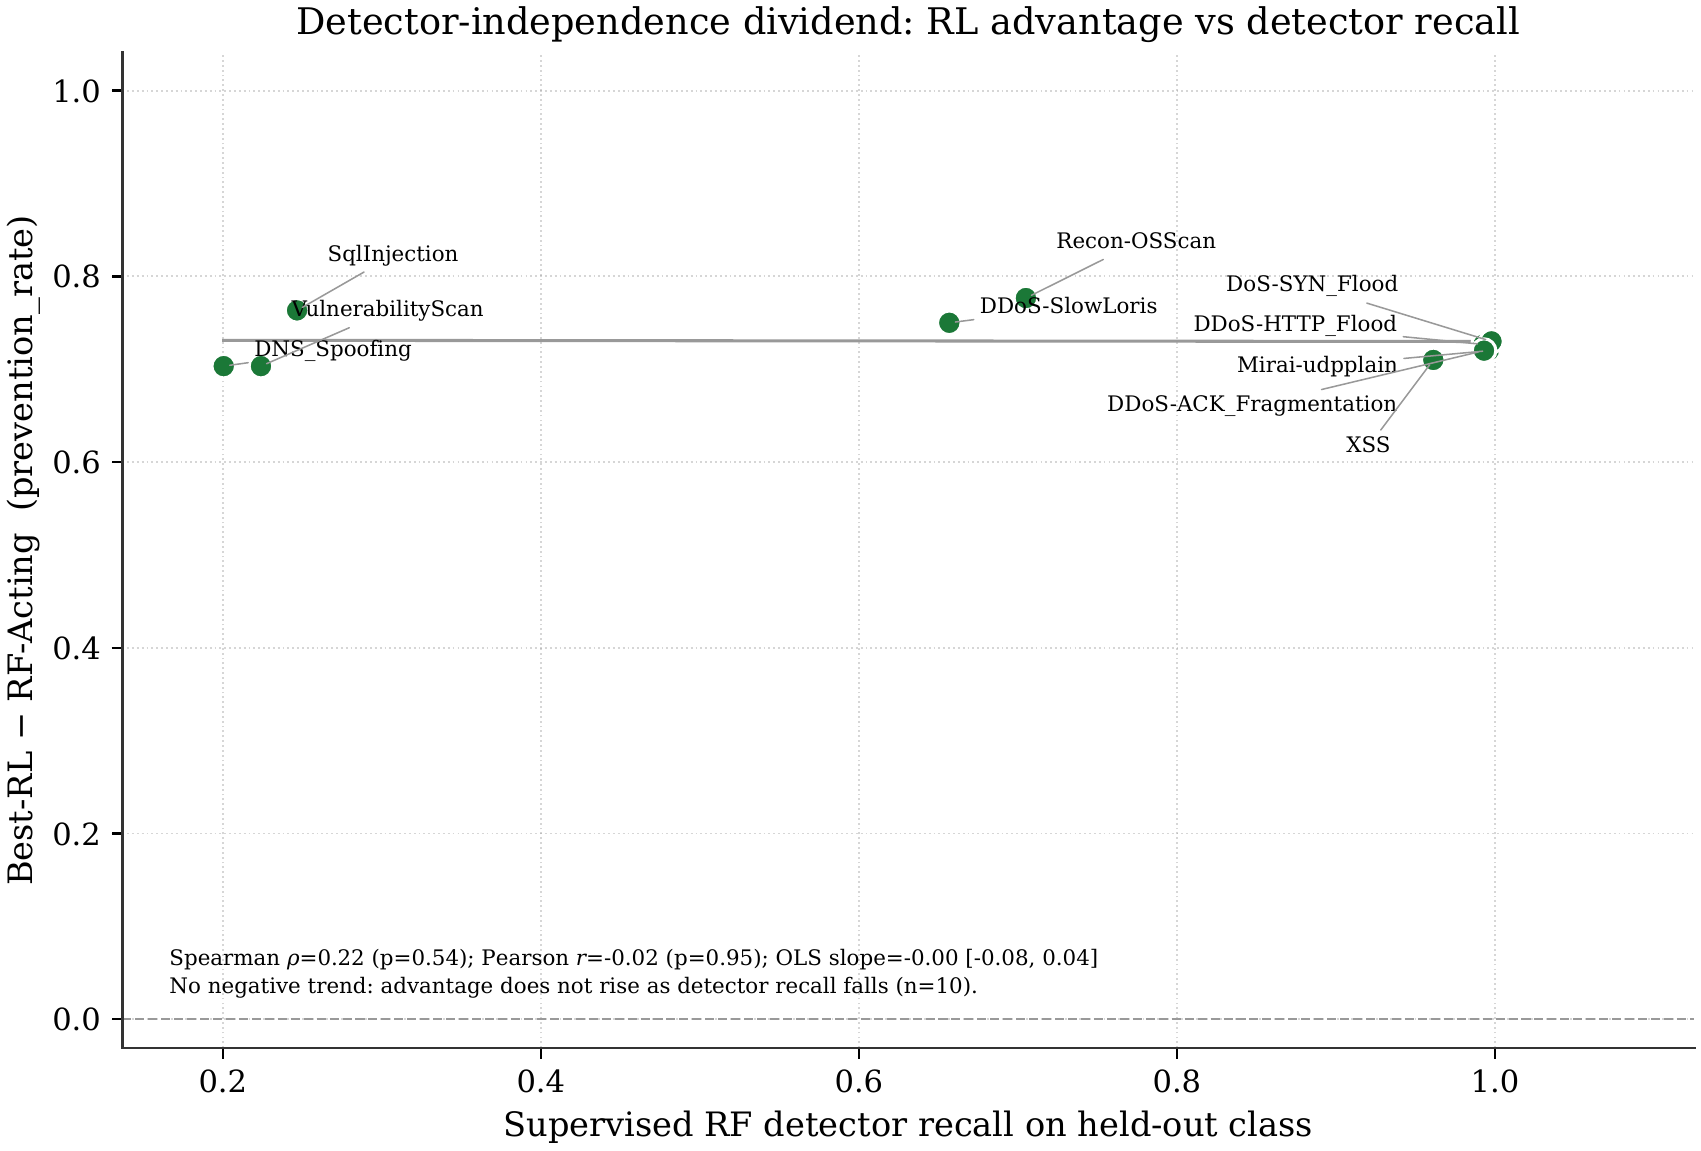 Detector-independence dividend: RL advantage vs detector recall
Best-RL − RF-Acting (prevention_rate)
1.0
0.8
0.6
0.4
0.2
0.0
SqlInjection
VulnerabilityScan
DNS_Spoofing
Recon-OSScan
DDoS-SlowLoris
DoS-SYN_Flood
DDoS-HTTP_Flood
Mirai-udpplain
DDoS-ACK_Fragmentation
XSS
Spearman ρ=0.22 (p=0.54); Pearson r=-0.02 (p=0.95); OLS slope=-0.00 [-0.08, 0.04]
No negative trend: advantage does not rise as detector recall falls (n=10).
0.2 0.4 0.6 0.8 1.0
Supervised RF detector recall on held-out class